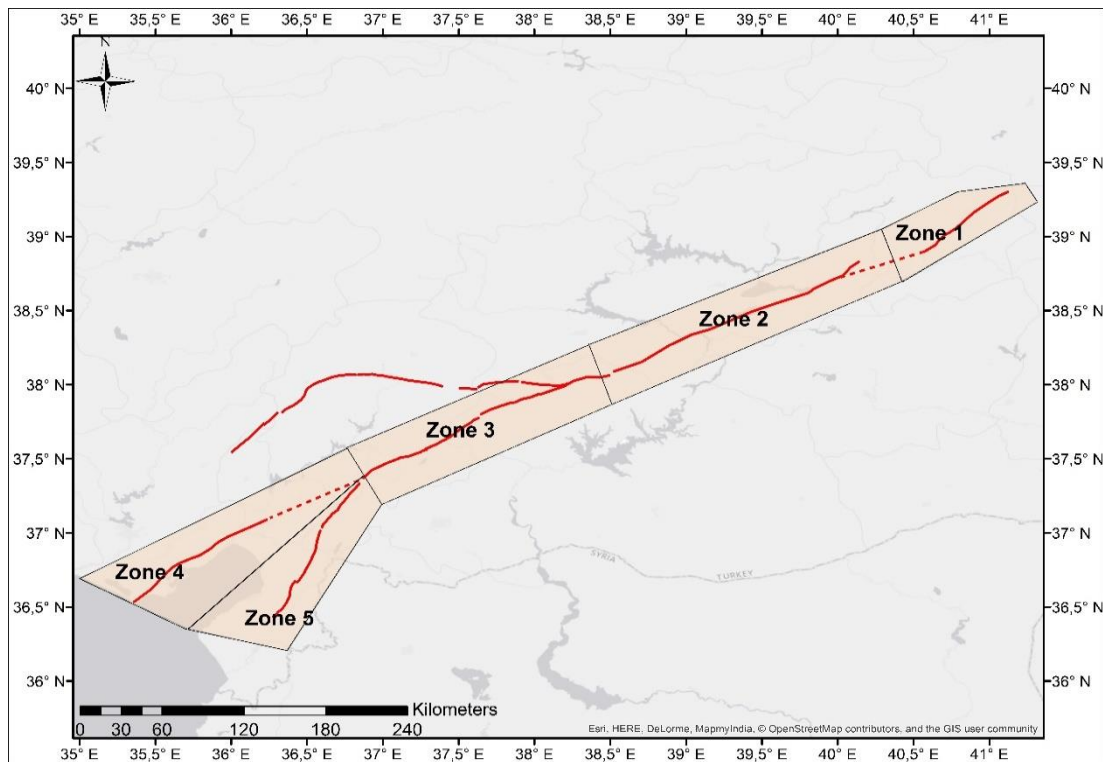 35° E 35,5° E 36° E 36,5° E 37° E 37,5° E 38° E 38,5° E 39° E 39,5° E 40° E 40,5° E 41° E
N
40° N 40° N
39,5° N 39,5° N
39° N 39° N
38,5° N 38,5° N
38° N 38° N
37,5° N 37,5° N
37° N 37° N
36,5° N 36,5° N
36° N 36° N
Zone 1
Zone 2
Zone 3
Zone 4
Zone 5
SYRIA
TURKEY
Kilometers
0 30 60 120 180 240
Esri, HERE, DeLorme, MapmyIndia, © OpenStreetMap contributors, and the GIS user community
35° E 35,5° E 36° E 36,5° E 37° E 37,5° E 38° E 38,5° E 39° E 39,5° E 40° E 40,5° E 41° E